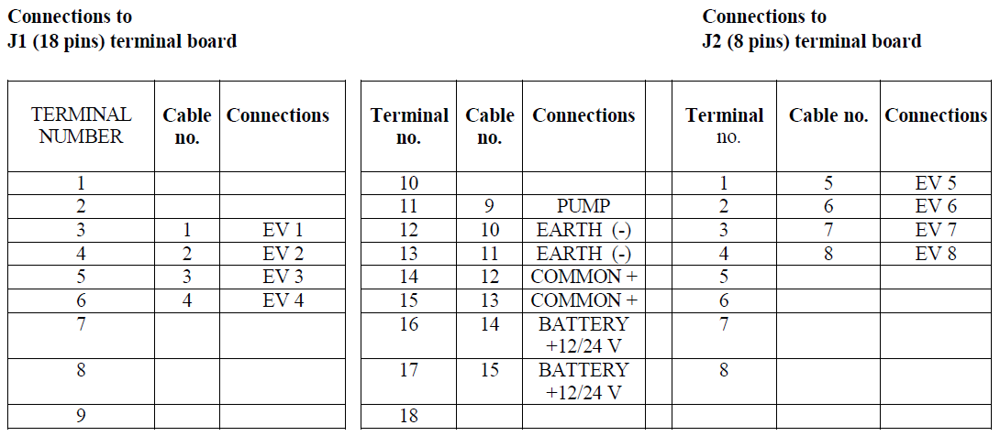 Connections to
J1 (18 pins) terminal board
Connections to
J2 (8 pins) terminal board
TERMINAL NUMBER Cable no. Connections Terminal no. Cable no. Connections Terminal no. Cable no. Connections
1 10 1 5 EV 5
2 11 9 PUMP 2 6 EV 6
3 1 EV 1 12 10 EARTH (-) 3 7 EV 7
4 2 EV 2 13 11 EARTH (-) 4 8 EV 8
5 3 EV 3 14 12 COMMON + 5
6 4 EV 4 15 13 COMMON + 6
7 16 14 BATTERY +12/24 V 7
8 17 15 BATTERY +12/24 V 8
9 18